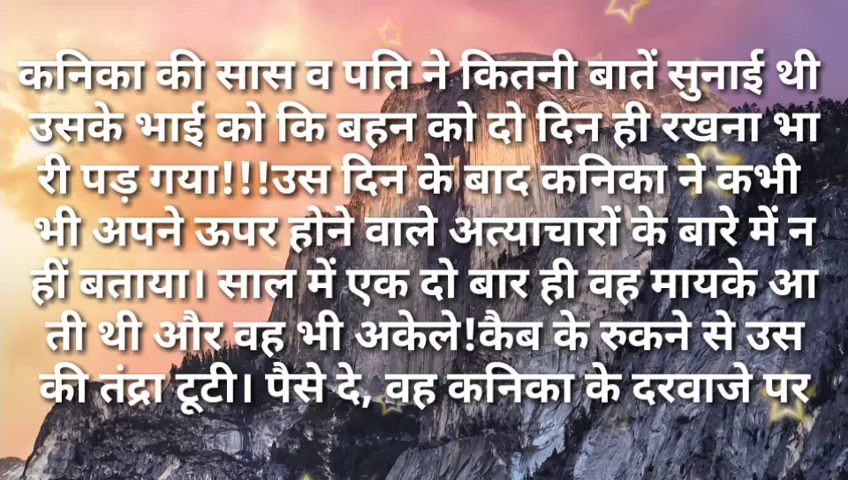 कनिका की सास व पति ने कितनी बातें सुनाई थी
उसके भाई को कि बहन को दो दिन ही रखना भा
री पड़ गया!!!उस दिन के बाद कनिका ने कभी
भी अपने ऊपर होने वाले अत्याचारों के बारे में न
हीं बताया। साल में एक दो बार ही वह मायके आ
ती थी और वह भी अकेले!कैब के रुकने से उस
की तंद्रा टूटी। पैसे दे, वह कनिका के दरवाजे पर